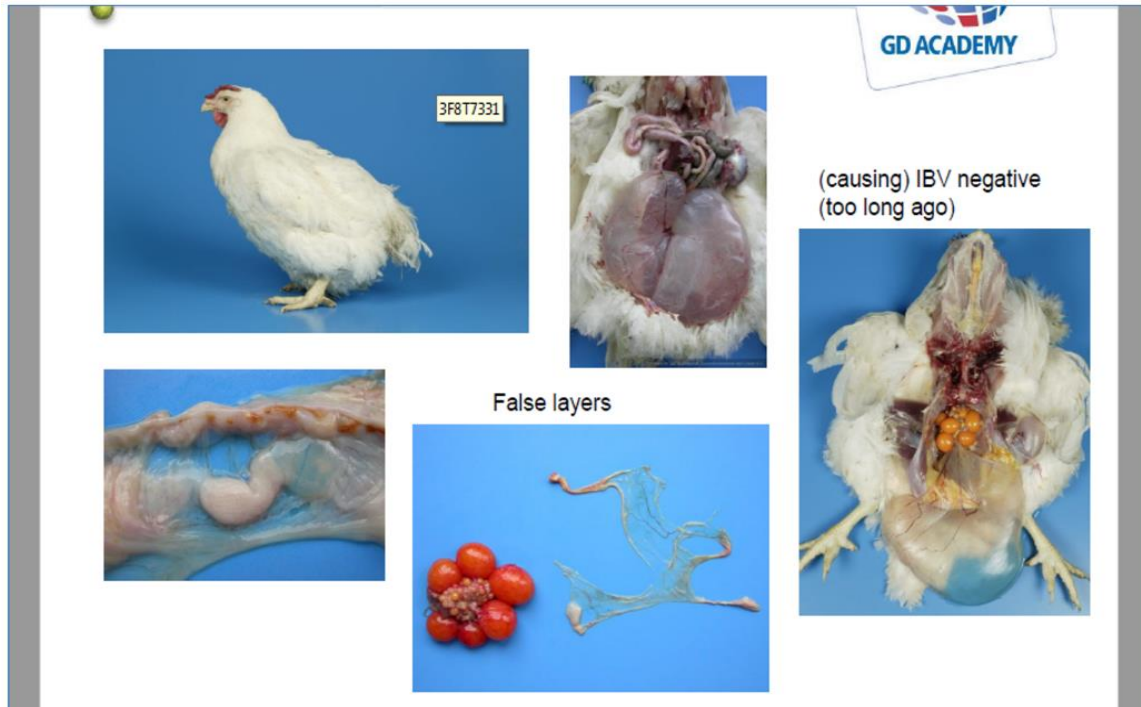 GD ACADEMY
3F8T7331
(causing) IBV negative
(too long ago)
False layers